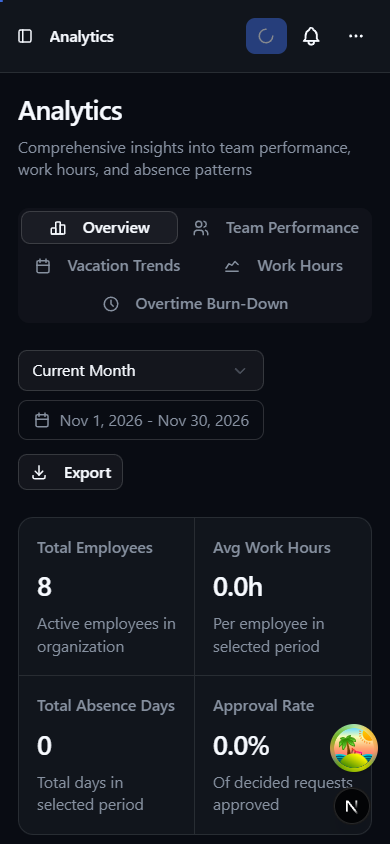 Analytics
Analytics
Comprehensive insights into team performance,
work hours, and absence patterns
Overview
Team Performance
Vacation Trends
Work Hours
Overtime Burn-Down
Current Month
Nov 1, 2026 - Nov 30, 2026
Export
Total Employees
8
Active employees in
organization
Avg Work Hours
0.0h
Per employee in
selected period
Total Absence Days
0
Total days in
selected period
Approval Rate
0.0%
Of decided requests
approved
N